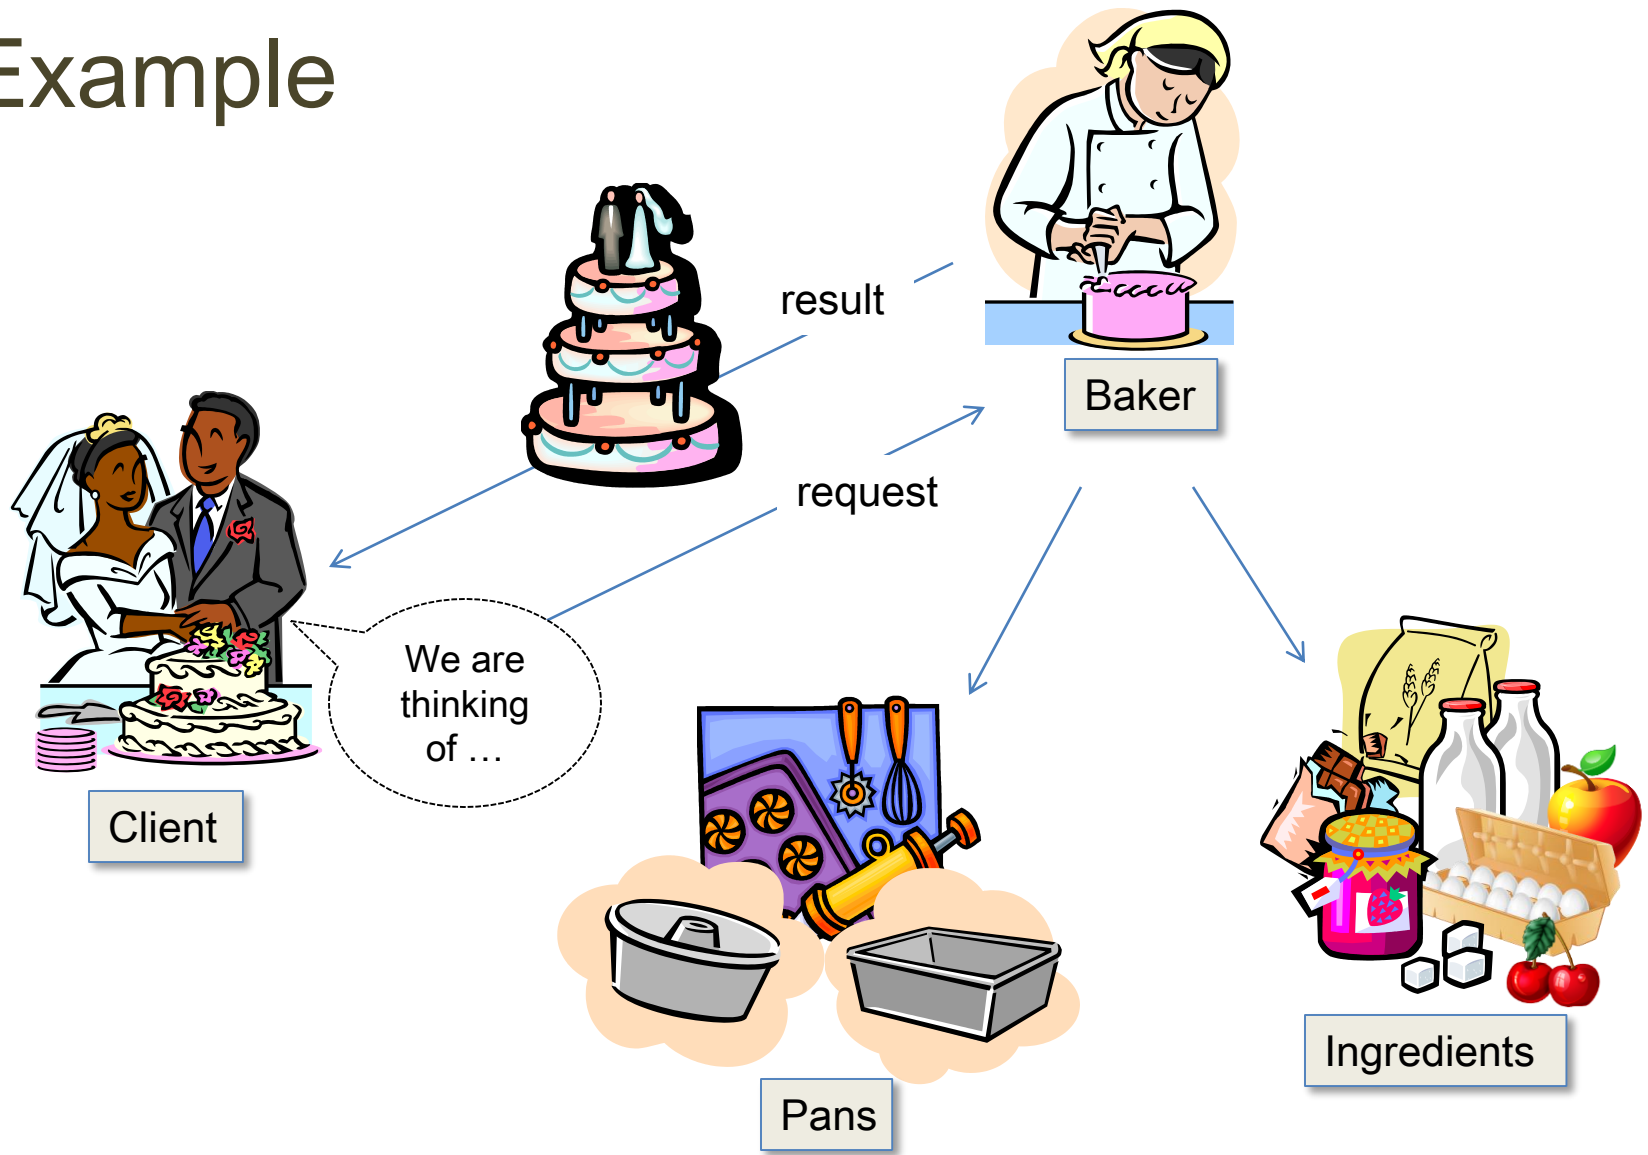 Example
result
Baker
request
We are
thinking
of …
Client
Ingredients
Pans